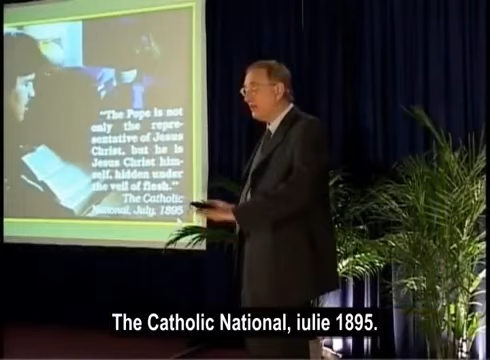 "The Pope is not
only the repre-
sentative of Jesus
Christ, but he is
Jesus Christ him-
self, hidden under
the veil of flesh."
The Catholic
National, July, 1895
The Catholic National, iulie 1895.